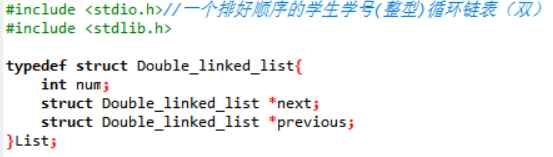 #include <stdio.h>//一个排好顺序的学生学号(整型)循环链表（双）
#include <stdlib.h>
typedef struct Double_linked_list{
int num;
struct Double_linked_list *next;
struct Double_linked_list *previous;
}List;